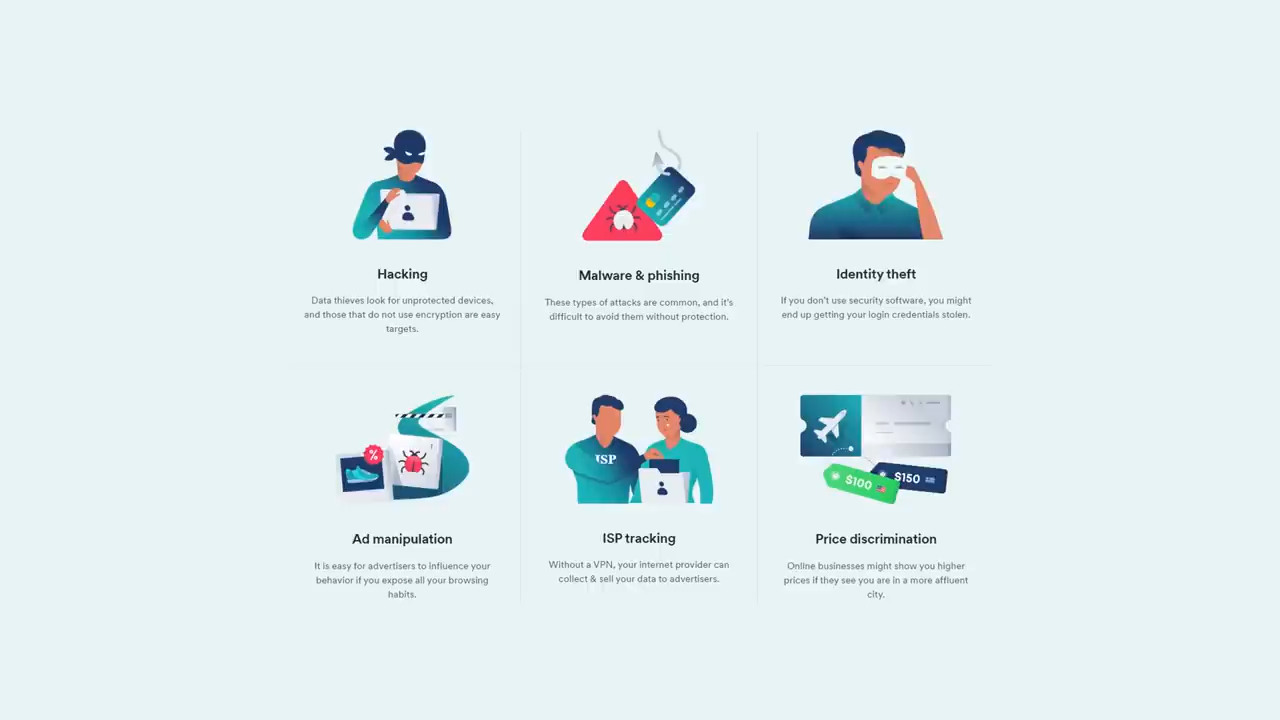 Hacking
Data thieves look for unprotected devices,
and those that do not use encryption are easy
targets.
Malware & phishing
These types of attacks are common, and it's
difficult to avoid them without protection.
Identity theft
If you don't use security software, you might
end up getting your login credentials stolen.
%
Ad manipulation
It is easy for advertisers to influence your
behavior if you expose all your browsing
habits.
ISP
ISP tracking
Without a VPN, your internet provider can
collect & sell your data to advertisers.
$100
$150
Price discrimination
Online businesses might show you higher
prices if they see you are in a more affluent
city.